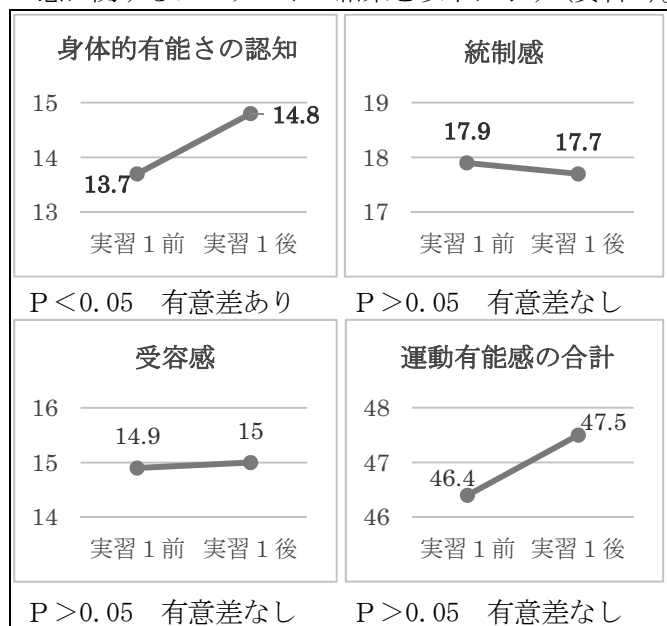 身体的有能さの認知
15
14
13
13.7
14.8
実習1前 実習1後
P<0.05 有意差あり
統制感
19
18
17
17.9
17.7
実習1前 実習1後
P>0.05 有意差なし
受容感
16
15
14
14.9
15
実習1前 実習1後
P>0.05 有意差なし
運動有能感の合計
48
47
46
46.4
47.5
実習1前 実習1後
P>0.05 有意差なし